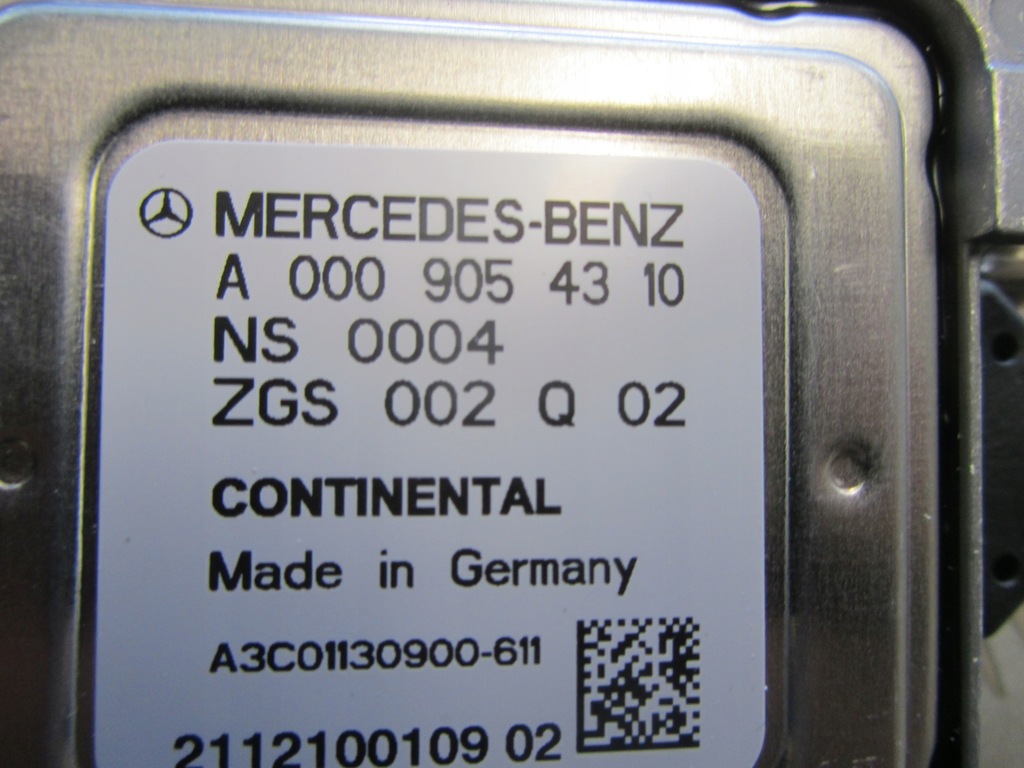 MERCEDES-BENZ
A 000 905 43 10
NS 0004
ZGS 002 Q 02
CONTINENTAL
Made in Germany
A3C01130900-611
2112100109 02